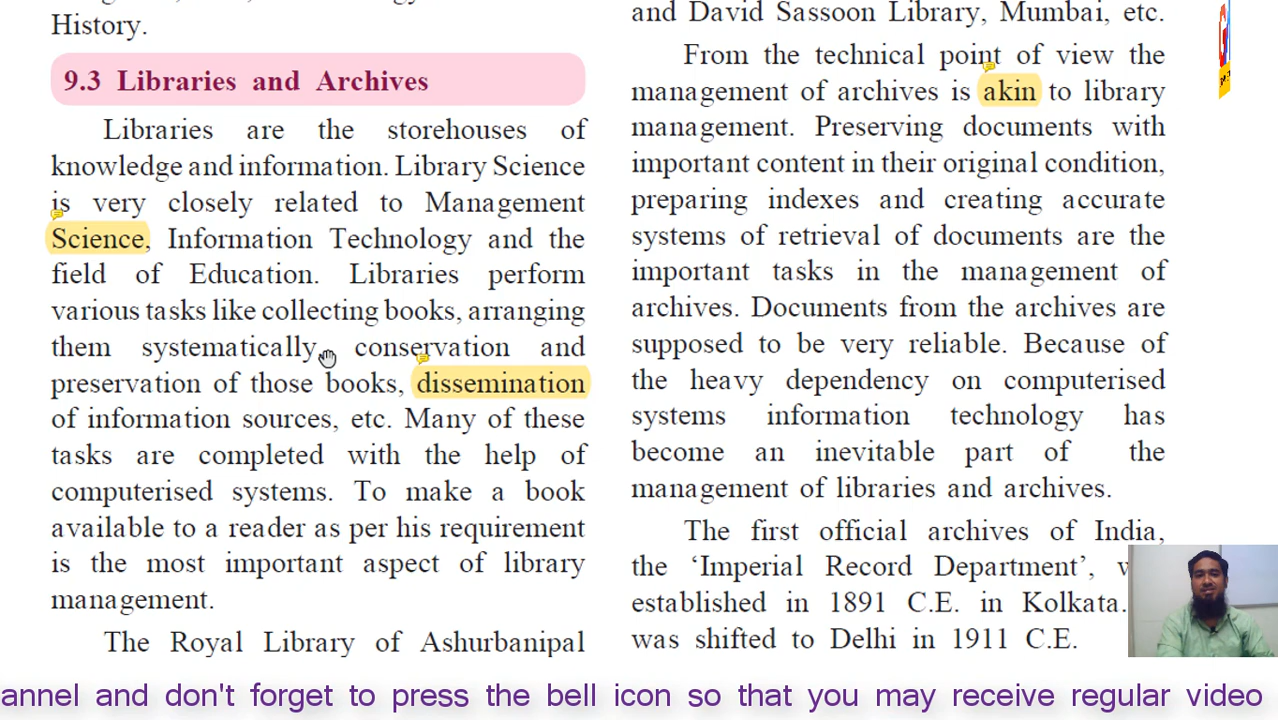 History.
9.3 Libraries and Archives
Libraries are the storehouses of
knowledge and information. Library Science
is very closely related to Management
Science, Information Technology and the
field of Education. Libraries perform
various tasks like collecting books, arranging
them systematically, conservation and
preservation of those books, dissemination
of information sources, etc. Many of these
tasks are completed with the help of
computerised systems. To make a book
available to a reader as per his requirement
is the most important aspect of library
management.
The Royal Library of Ashurbanipal
and David Sassoon Library, Mumbai, etc.
From the technical point of view the
management of archives is akin to library
management. Preserving documents with
important content in their original condition,
preparing indexes and creating accurate
systems of retrieval of documents are the
important tasks in the management of
archives. Documents from the archives are
supposed to be very reliable. Because of
the heavy dependency on computerised
systems information technology has
become an inevitable part of the
management of libraries and archives.
The first official archives of India,
the ‘Imperial Record Department’,
established in 1891 C.E. in Kolkata.
was shifted to Delhi in 1911 C.E.
annel and don't forget to press the bell icon so that you may receive regular video